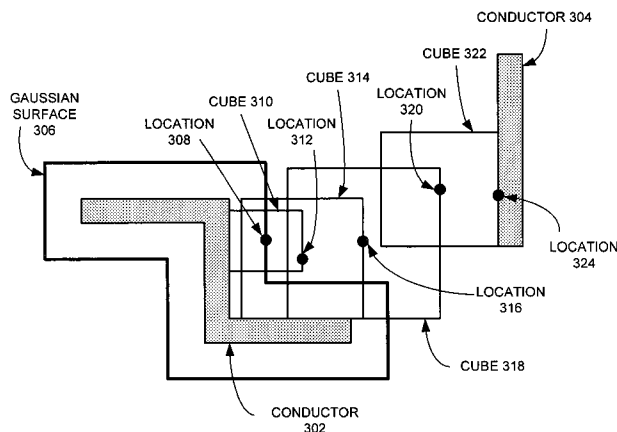 CONDUCTOR 304
CUBE 322
CUBE 314
LOCATION
320
GAUSSIAN
SURFACE
306
CUBE 310
LOCATION
308
LOCATION
312
LOCATION
324
LOCATION
316
CUBE 318
CONDUCTOR
302